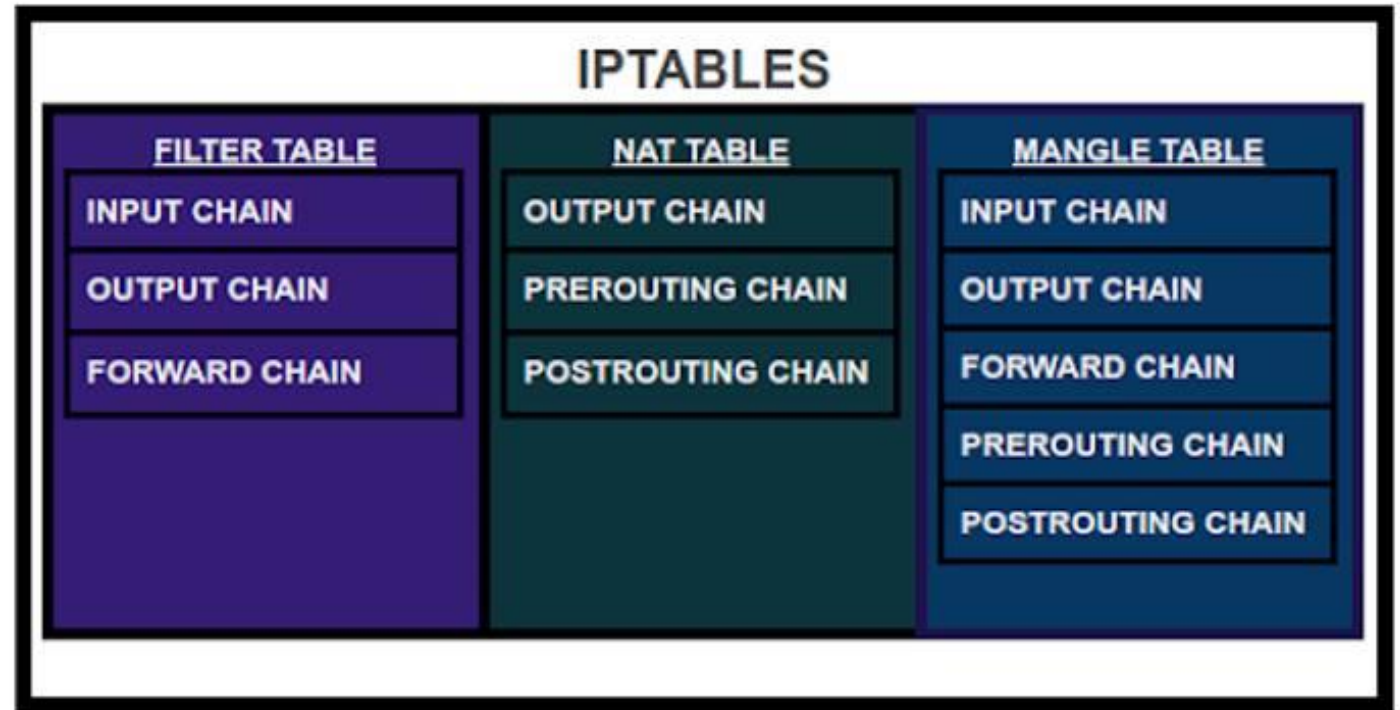 IPTABLES
FILTER TABLE
INPUT CHAIN
OUTPUT CHAIN
FORWARD CHAIN
NAT TABLE
OUTPUT CHAIN
PREROUTING CHAIN
POSTROUTING CHAIN
MANGLE TABLE
INPUT CHAIN
OUTPUT CHAIN
FORWARD CHAIN
PREROUTING CHAIN
POSTROUTING CHAIN